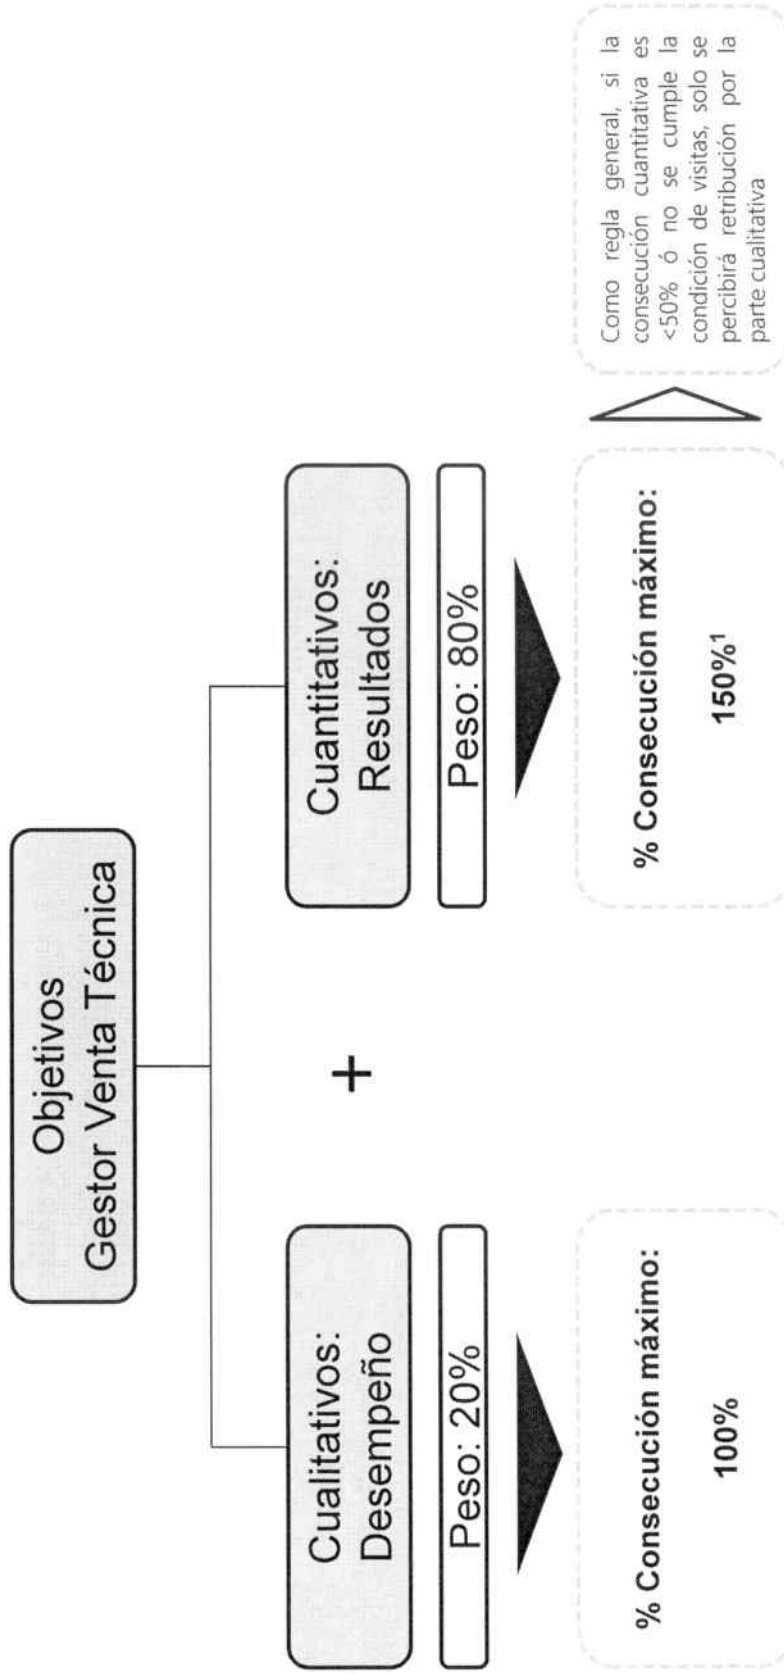 Objetivos
Gestor Venta Técnica
Cualitativos:
Desempeño
Peso: 20%
% Consecución máximo:
100%
+
Cuantitativos:
Resultados
Peso: 80%
% Consecución máximo:
150%¹
Como regla general, si la
consecución cuantitativa es
<50% ó no se cumple la
condición de visitas, solo se
percibirá retribución por la
parte cualitativa